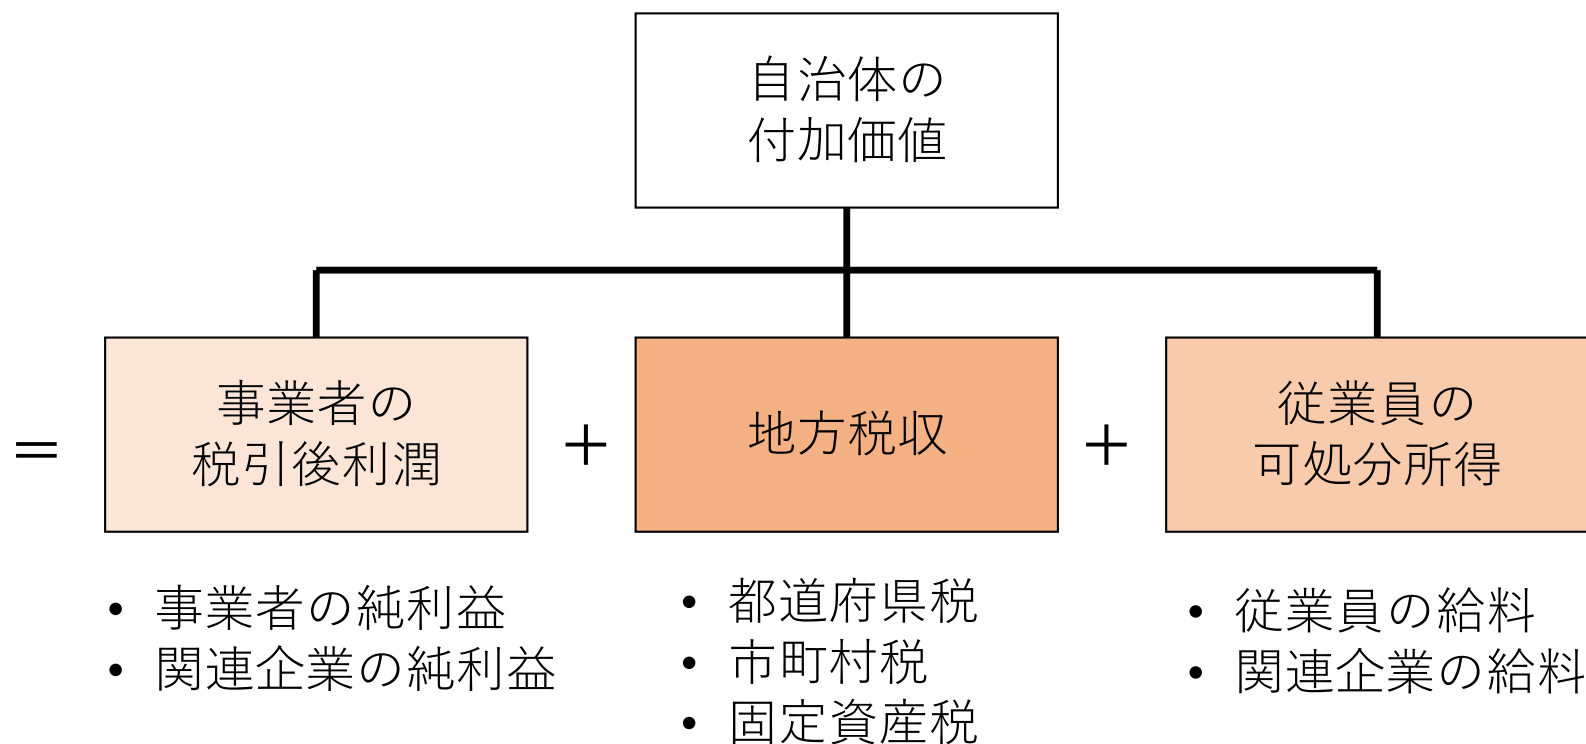 自治体の
付加価値
=
事業者の
税引後利潤
+
地方税収
+
従業員の
可処分所得
• 事業者の純利益
• 関連企業の純利益
• 都道府県税
• 市町村税
• 固定資産税
• 従業員の給料
• 関連企業の給料